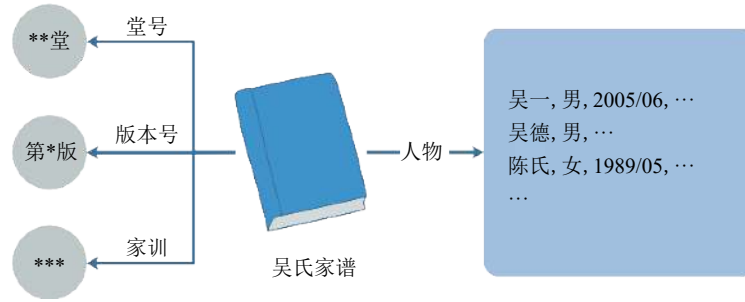 **堂
堂号
第*版
版本号
***
家训
吴氏家谱
人物
吴一, 男, 2005/06, …
吴德, 男, …
陈氏, 女, 1989/05, …
…